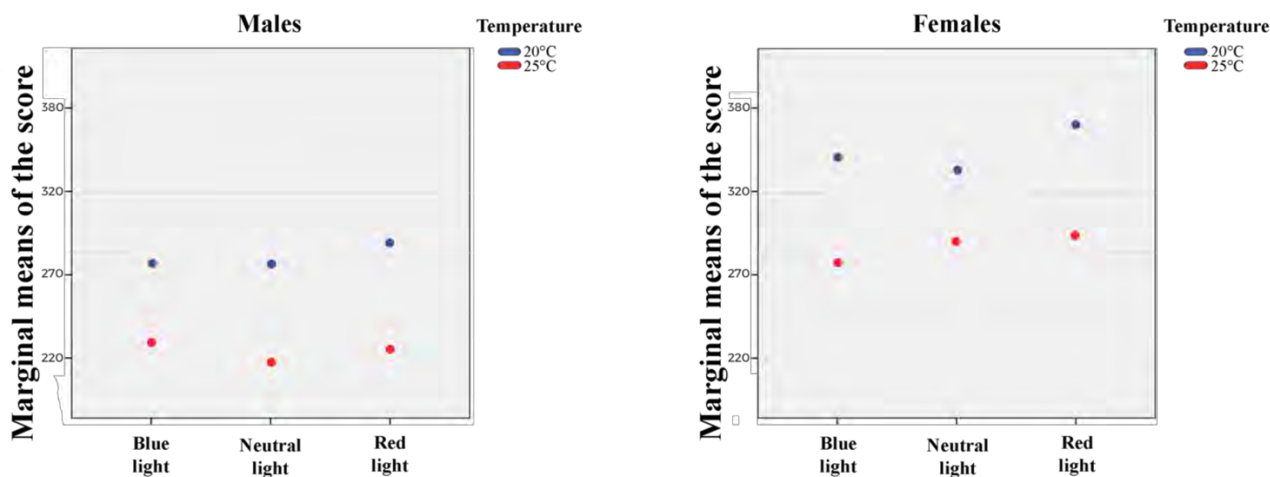 Males
Temperature
20°C
25°C
Marginal means of the score
380
320
270
220
Blue
light
Neutral
light
Red
light
Females
Temperature
20°C
25°C
Marginal means of the score
380
320
270
220
Blue
light
Neutral
light
Red
light